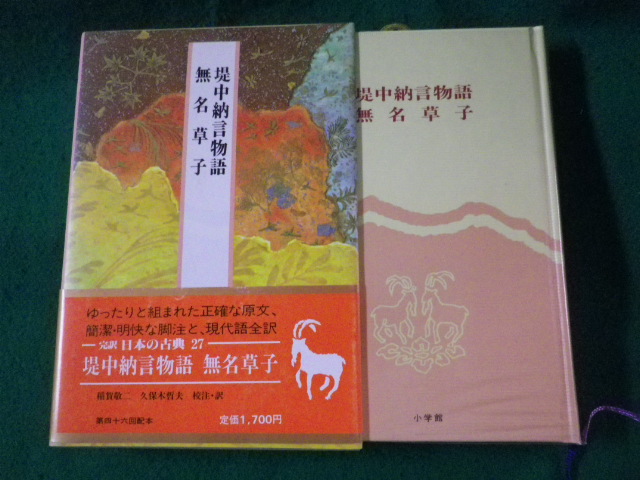 堤中納言物語
無名草子
ゆったりと組まれた正確な原文、
簡潔・明快な脚注と、現代語全訳
完訳 日本の古典 27
堤中納言物語 無名草子
稲賀敬二 久保木哲夫 校注・訳
第四十六回配本
定価1,700円
堤中納言物語
無名草子
小学館